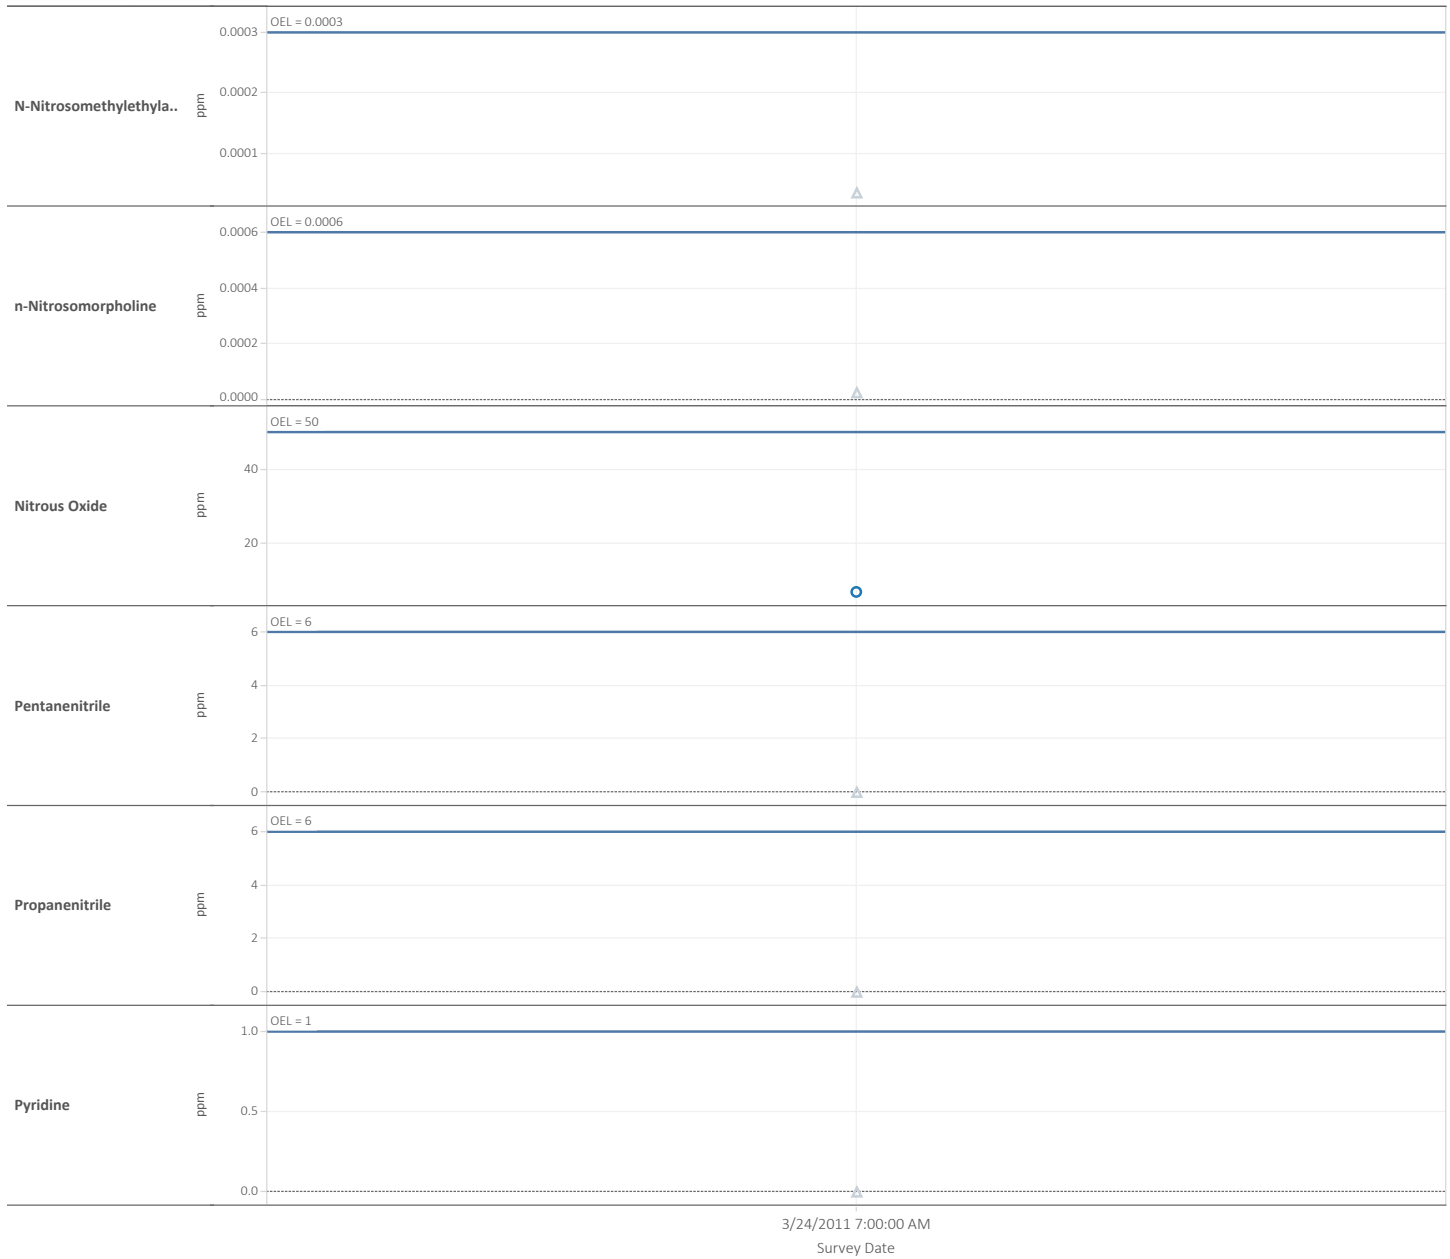 OEL = 0.0003
0.0003
0.0002
0.0001
N-Nitrosomethylethyla..
ppm
OEL = 0.0006
0.0006
0.0004
0.0002
0.0000
n-Nitrosomorpholine
ppm
OEL = 50
40
20
Nitrous Oxide
ppm
OEL = 6
6
4
2
0
Pentanenitrile
ppm
OEL = 6
6
4
2
0
Propanenitrile
ppm
OEL = 1
1.0
0.5
0.0
Pyridine
ppm
3/24/2011 7:00:00 AM
Survey Date